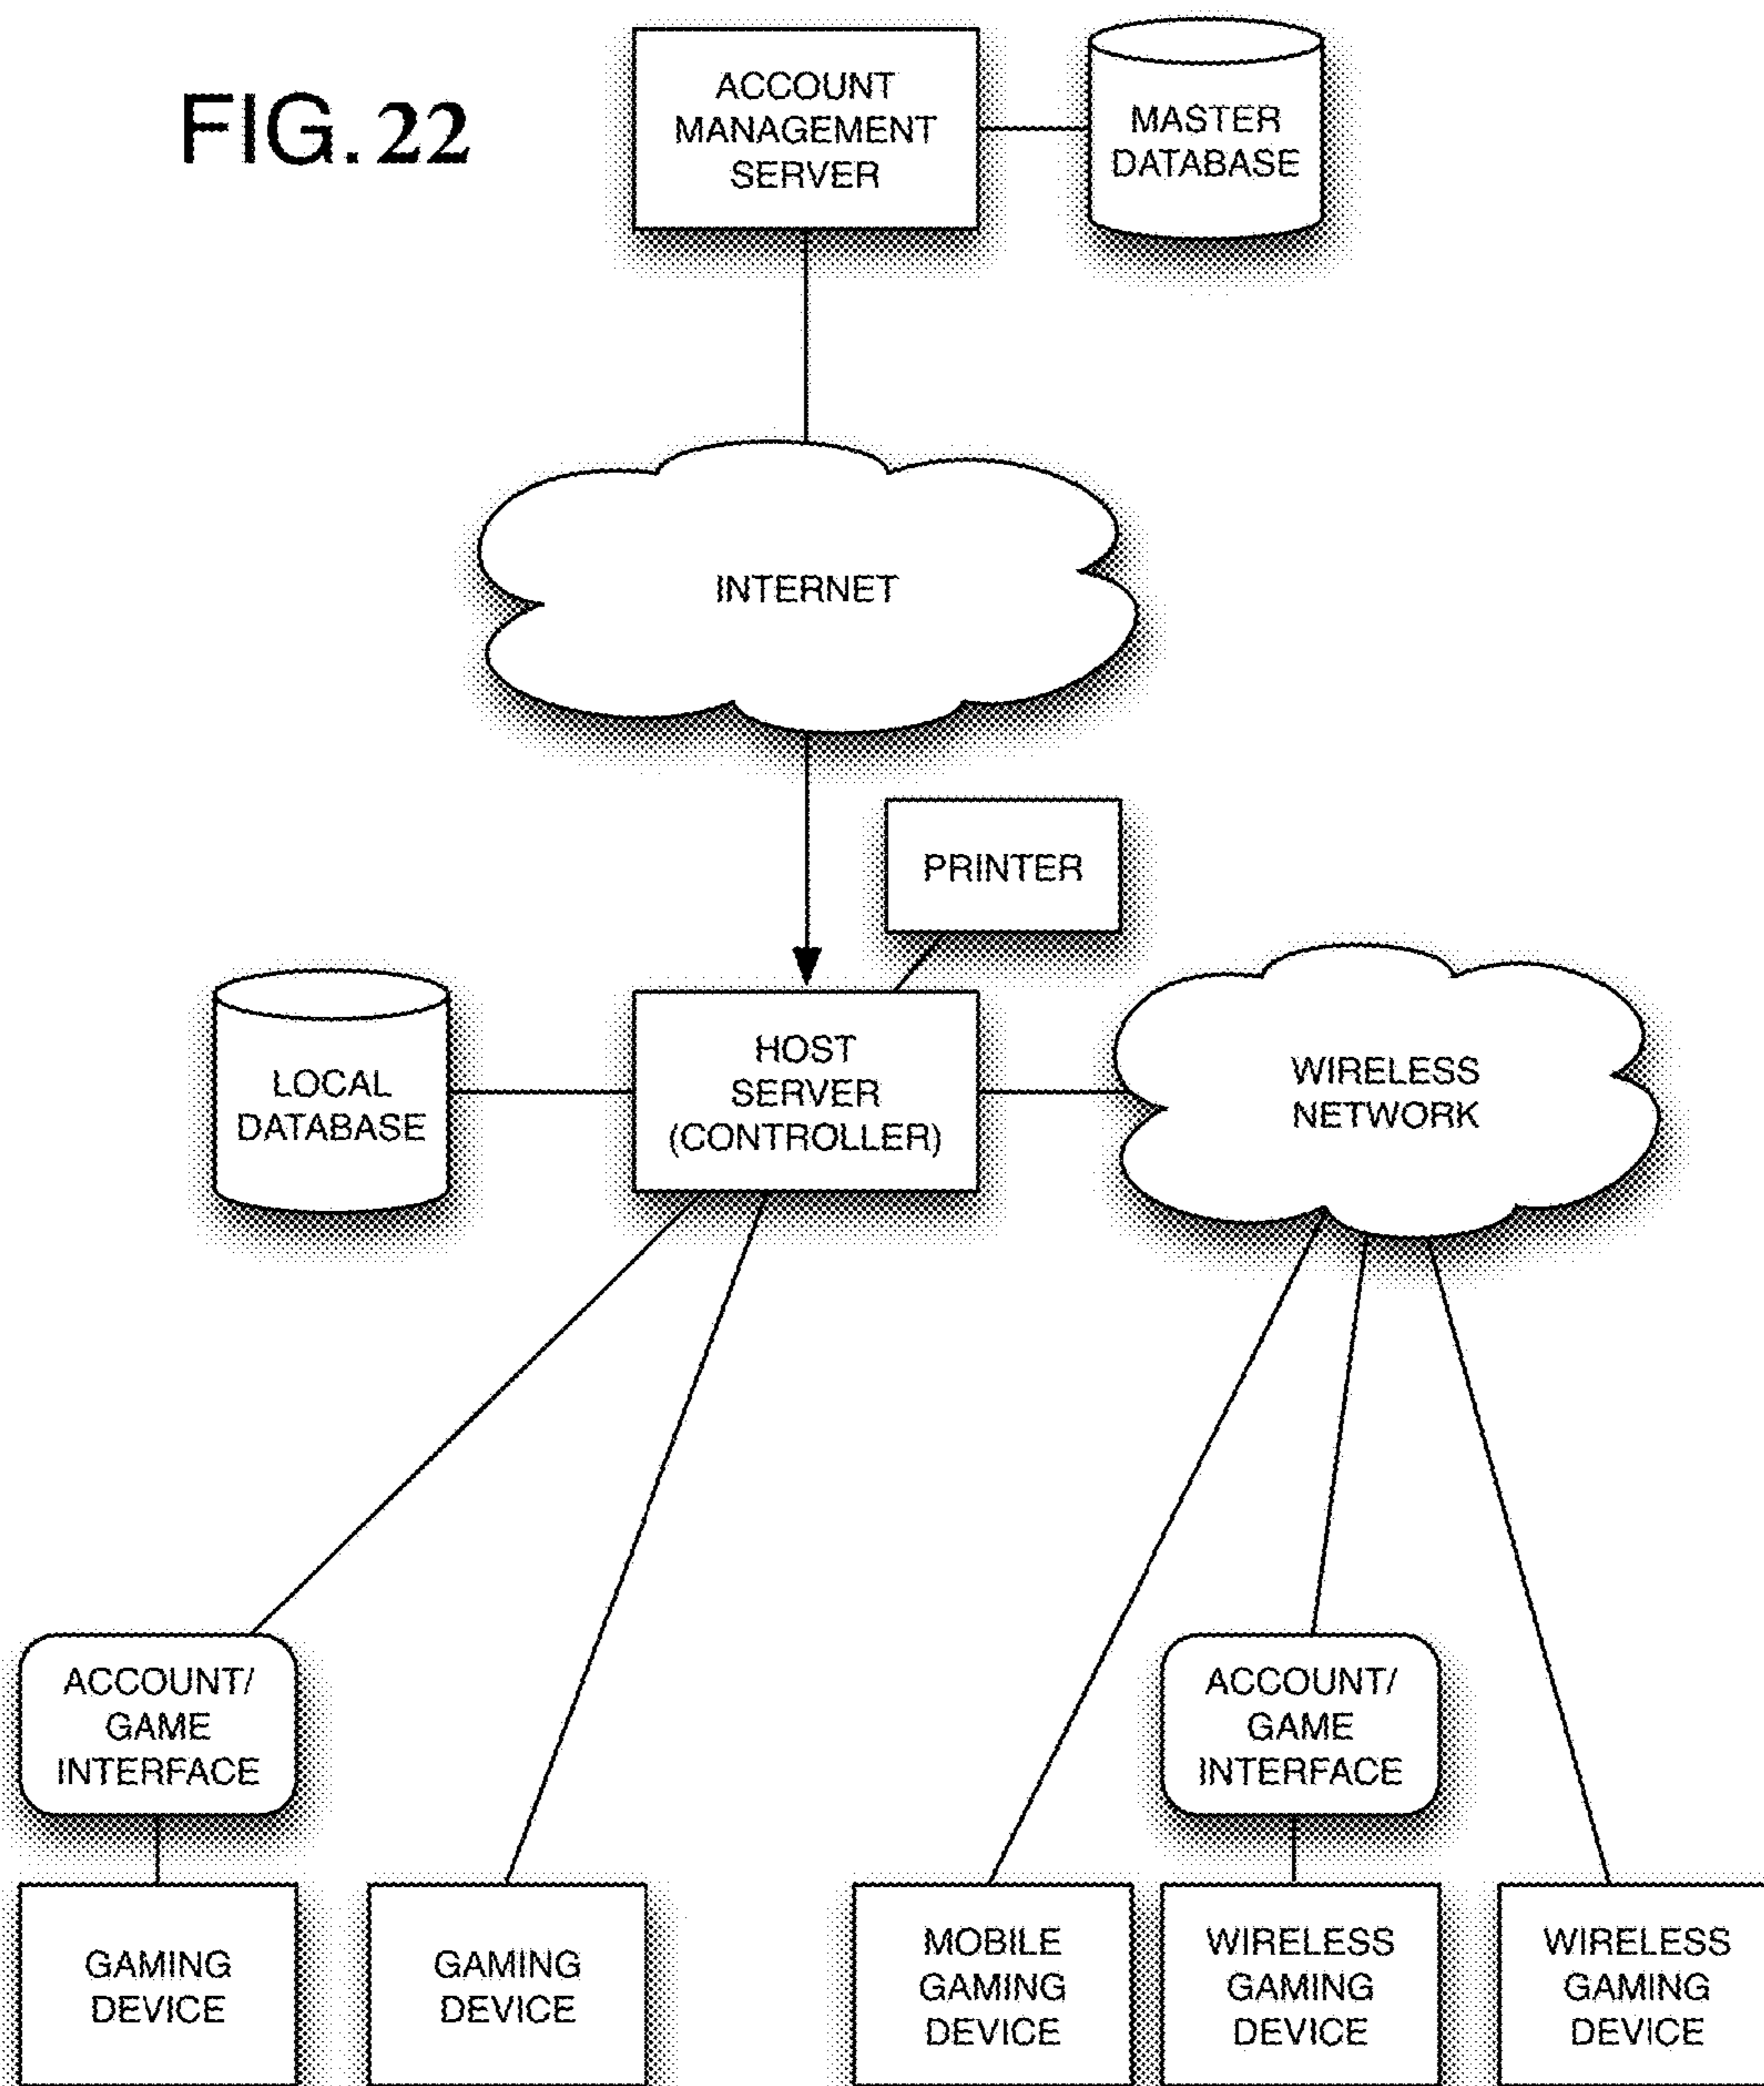 FIG. 22
ACCOUNT
MANAGEMENT
SERVER
MASTER
DATABASE
INTERNET
PRINTER
LOCAL
DATABASE
HOST
SERVER
(CONTROLLER)
WIRELESS
NETWORK
ACCOUNT/
GAME
INTERFACE
ACCOUNT/
GAME
INTERFACE
GAMING
DEVICE
GAMING
DEVICE
MOBILE
GAMING
DEVICE
WIRELESS
GAMING
DEVICE
WIRELESS
GAMING
DEVICE